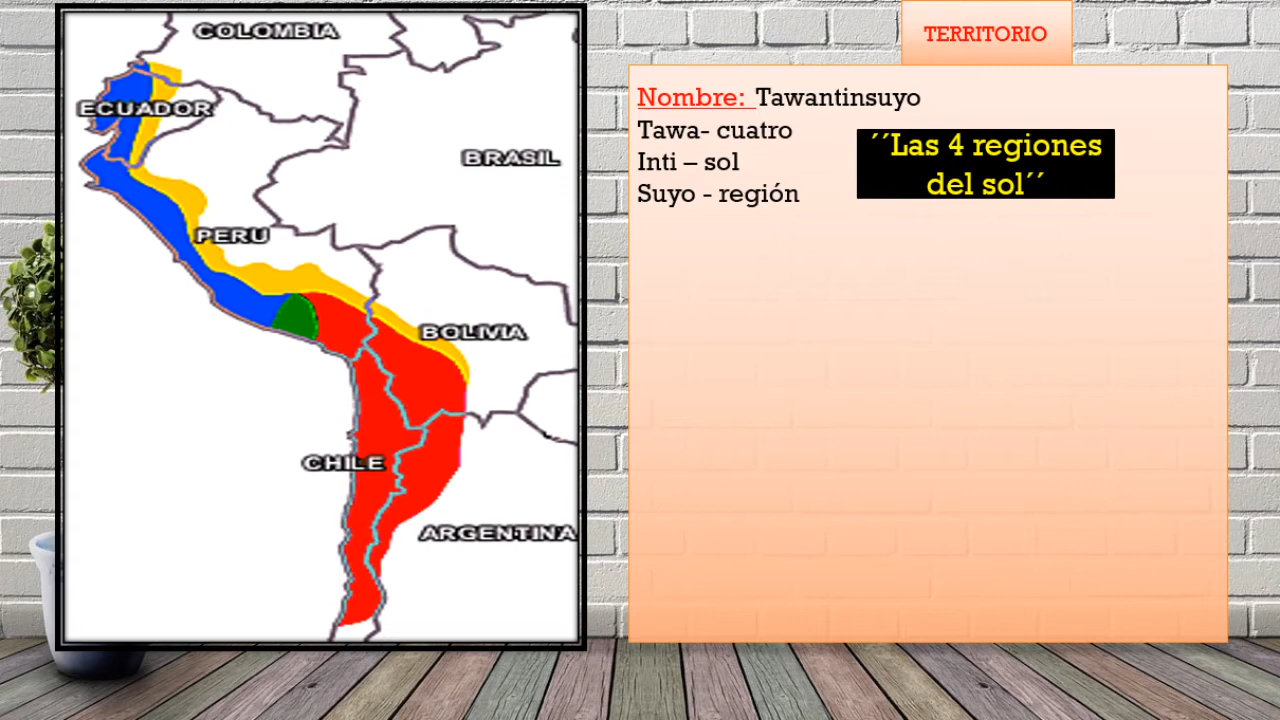 COLOMBIA
ECUADOR
BRASIL
PERU
BOLIVIA
CHILE
ARGENTINA
TERRITORIO
Nombre: Tawantinsuyo
Tawa- cuatro
Inti – sol
Suyo - región
´´Las 4 regiones
del sol´´